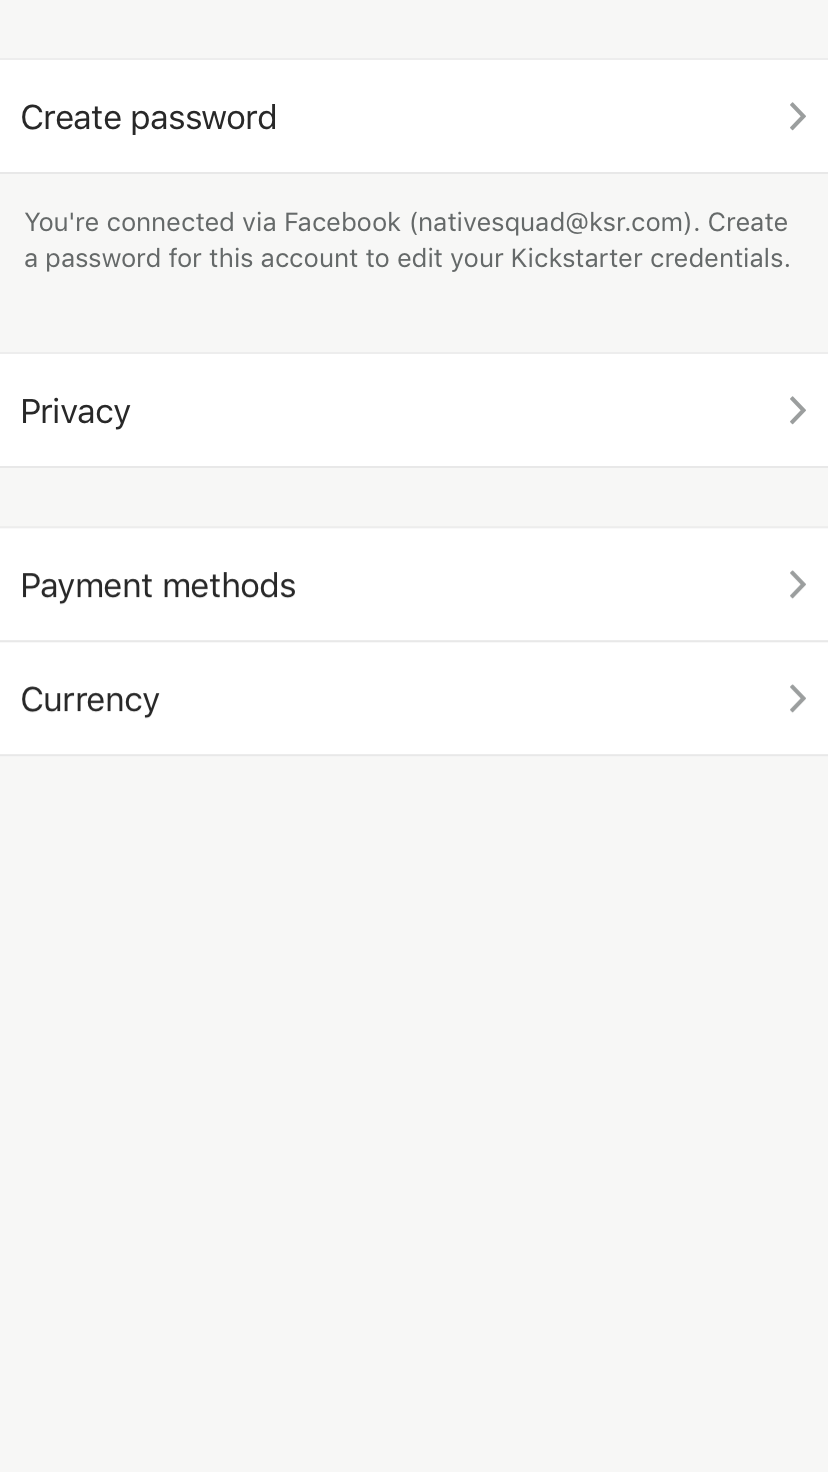 Create password
You're connected via Facebook (nativesquad@ksr.com). Create
a password for this account to edit your Kickstarter credentials.
Privacy
Payment methods
Currency